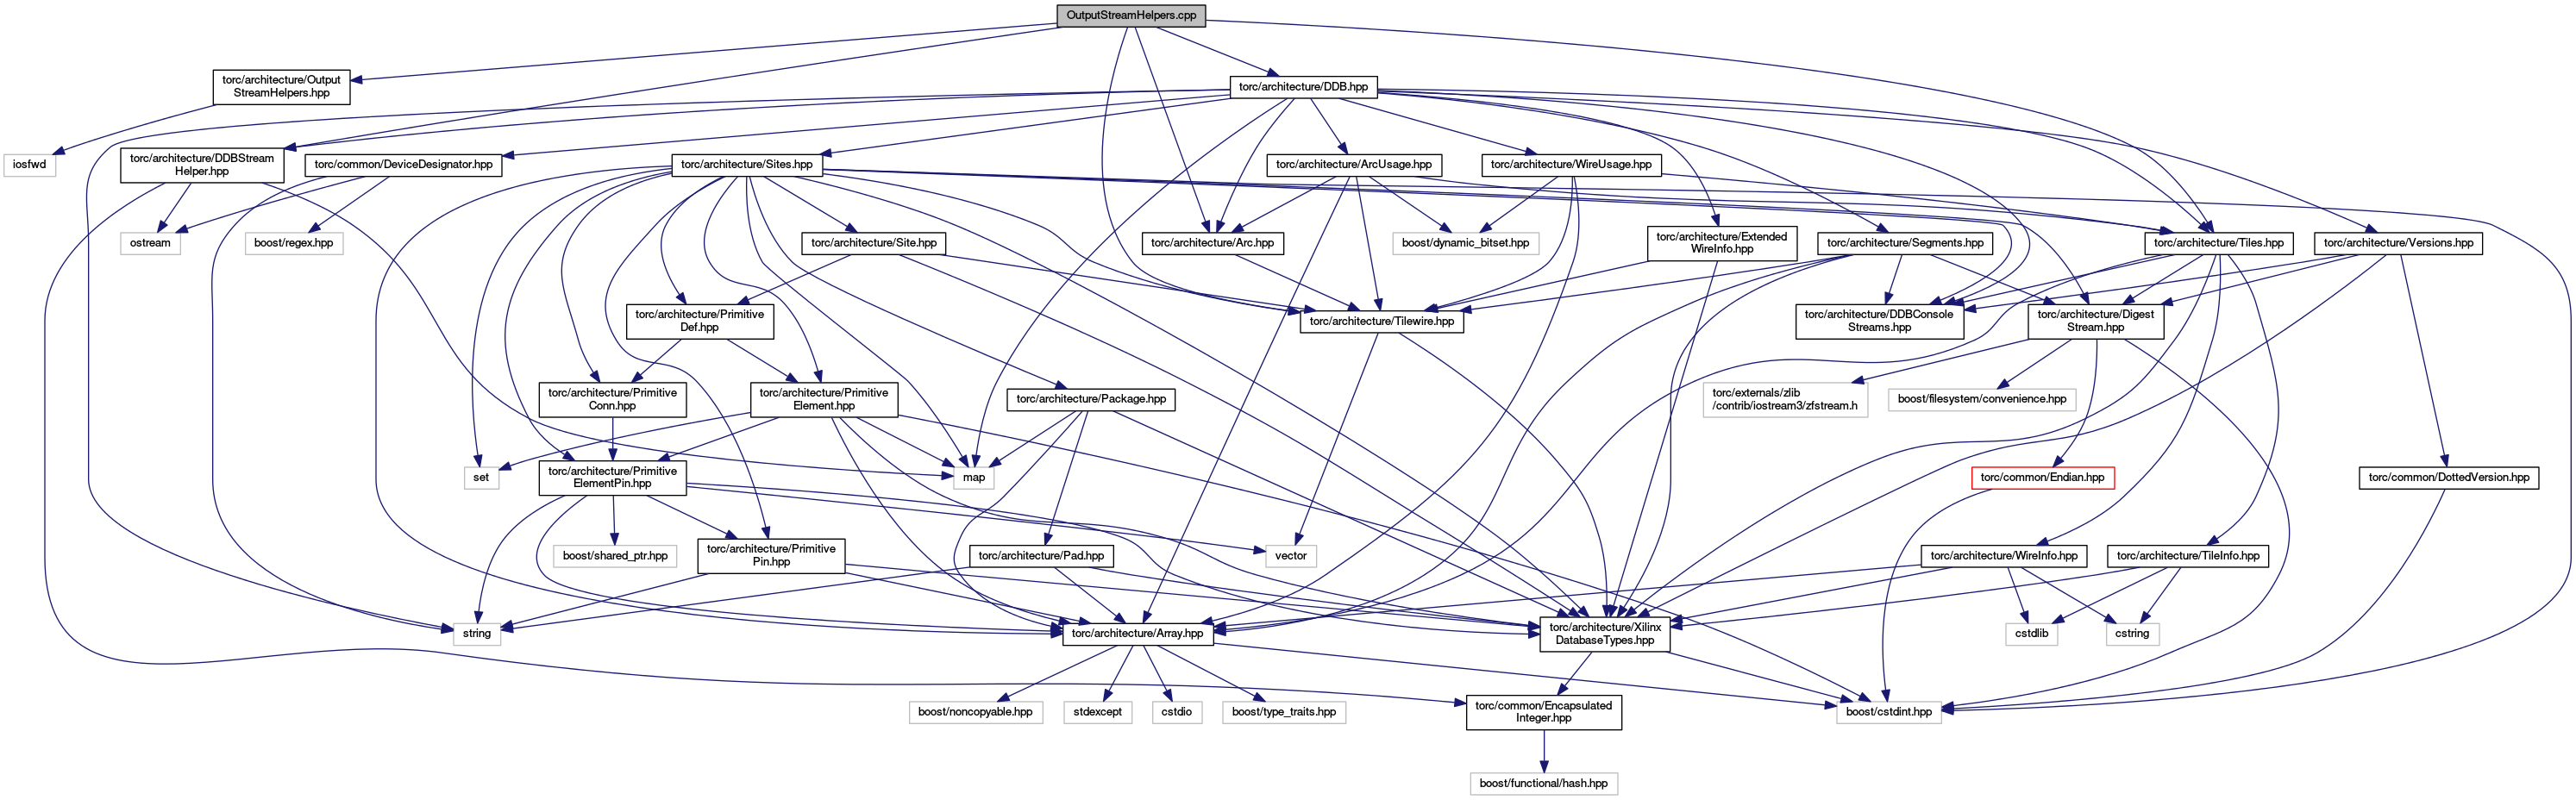 OutputStreamHelpers.cpp
torc/architecture/Output
StreamHelpers.hpp
torc/architecture/DDB.hpp
iosfwd
torc/architecture/DDBStream
Helper.hpp
torc/common/DeviceDesignator.hpp
torc/architecture/Sites.hpp
torc/architecture/ArcUsage.hpp
torc/architecture/WireUsage.hpp
ostream
boost/regex.hpp
torc/architecture/Site.hpp
torc/architecture/Arc.hpp
boost/dynamic_bitset.hpp
torc/architecture/Extended
WireInfo.hpp
torc/architecture/Segments.hpp
torc/architecture/Tiles.hpp
torc/architecture/Versions.hpp
torc/architecture/Primitive
Def.hpp
torc/architecture/Tilewire.hpp
torc/architecture/DDBConsole
Streams.hpp
torc/architecture/Digest
Stream.hpp
torc/architecture/Primitive
Conn.hpp
torc/architecture/Primitive
Element.hpp
torc/architecture/Package.hpp
torc/externals/zlib
/contrib/iostream3/zfstream.h
boost/filesystem/convenience.hpp
set
torc/architecture/Primitive
ElementPin.hpp
map
torc/common/Endian.hpp
torc/common/DottedVersion.hpp
boost/shared_ptr.hpp
torc/architecture/Primitive
Pin.hpp
torc/architecture/Pad.hpp
vector
torc/architecture/WireInfo.hpp
torc/architecture/TileInfo.hpp
string
torc/architecture/Array.hpp
torc/architecture/Xilinx
DatabaseTypes.hpp
cstdlib
cstring
boost/noncopyable.hpp
stdexcept
cstdio
boost/type_traits.hpp
torc/common/Encapsulated
Integer.hpp
boost/cstdint.hpp
boost/functional/hash.hpp